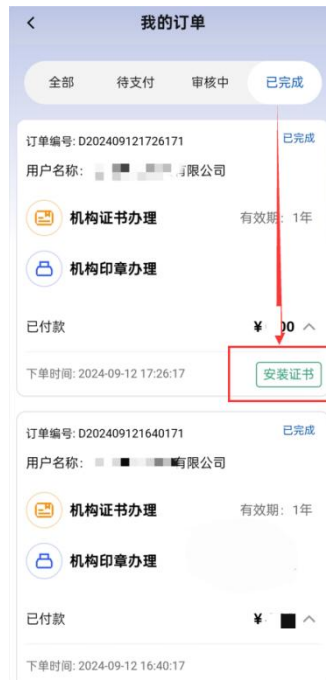 我的订单
全部 待支付 审核中 已完成
订单编号: D202409121726171 已完成
用户名称: 有限公司
机构证书办理 有效期: 1年
机构印章办理
已付款 ¥ 00
下单时间: 2024-09-12 17:26:17 安装证书
订单编号: D202409121640171 已完成
用户名称: 有限公司
机构证书办理 有效期: 1年
机构印章办理
已付款 ¥
下单时间: 2024-09-12 16:40:17